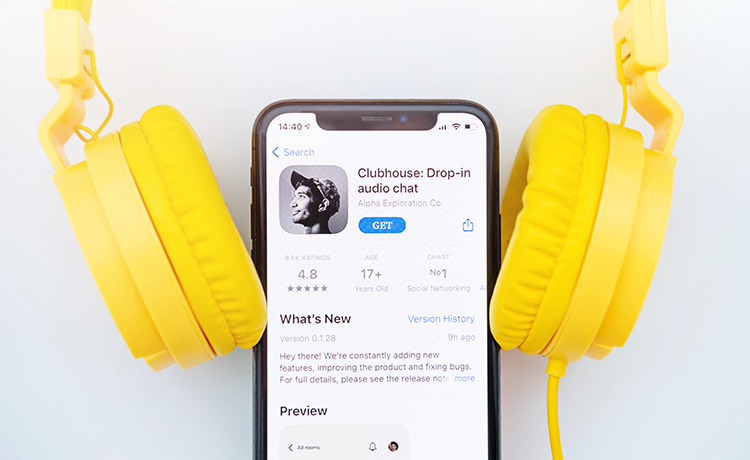 14:40
Search
Clubhouse: Drop-in
audio chat
Alpha Exploration Co.
GET
8.6K RATINGS
AGE
CHART
4.8
17+
No1
★★★★★
Years Old
Social Networking
A
What's New
Version History
Version 0.1.28
9h ago
Hey there! We're constantly adding new
features, improving the product and fixing bugs.
For full details, please see the release not
more
Preview
All rooms